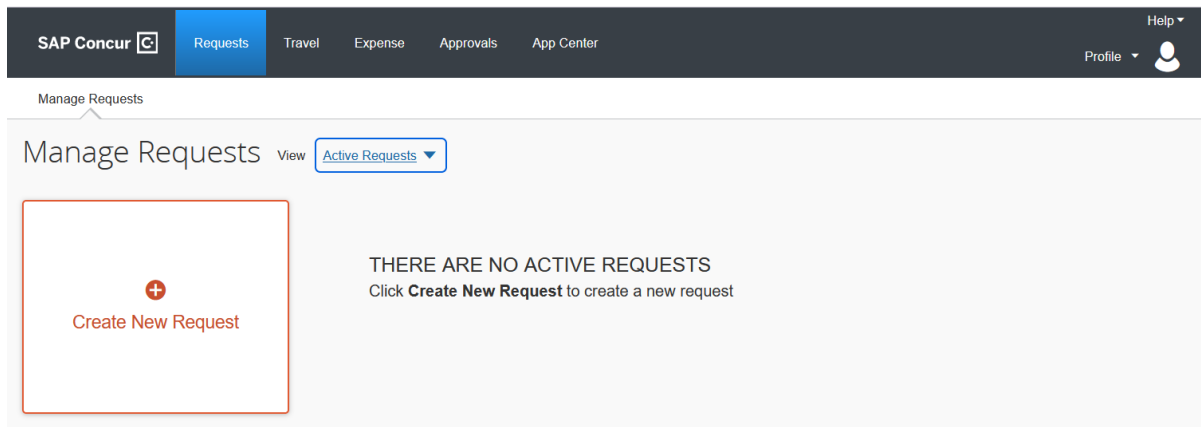 Help
SAP Concur C Requests Travel Expense Approvals App Center
Profile
Manage Requests
Manage Requests View Active Requests
THERE ARE NO ACTIVE REQUESTS
Click Create New Request to create a new request
Create New Request